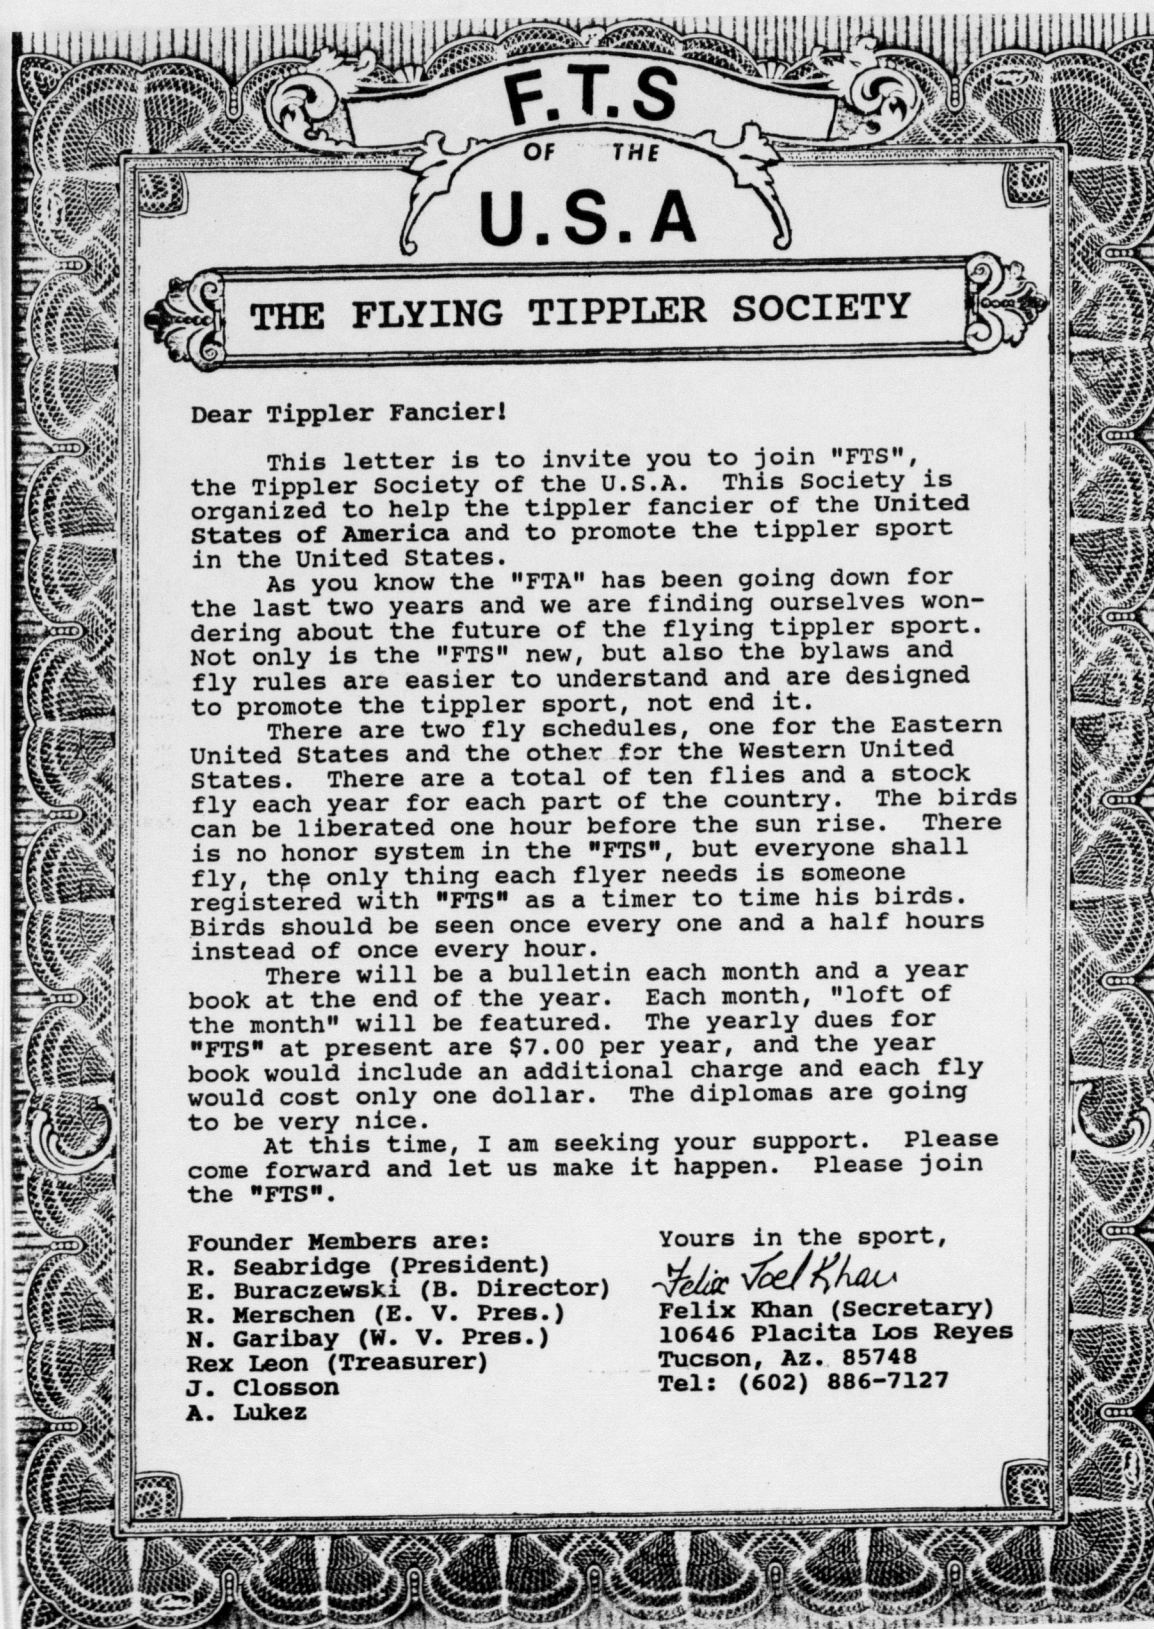 F.T.S
OF THE
U.S.A
THE FLYING TIPPLER SOCIETY
Dear Tippler Fancier!
This letter is to invite you to join "FTS",
the Tippler Society of the U.S.A. This Society is
organized to help the tippler fancier of the United
States of America and to promote the tippler sport
in the United States.
As you know the "FTA" has been going down for
the last two years and we are finding ourselves won-
dering about the future of the flying tippler sport.
Not only is the "FTS" new, but also the bylaws and
fly rules are easier to understand and are designed
to promote the tippler sport, not end it.
There are two fly schedules, one for the Eastern
United States and the other for the Western United
States. There are a total of ten flies and a stock
fly each year for each part of the country. The birds
can be liberated one hour before the sun rise. There
is no honor system in the "FTS", but everyone shall
fly, the only thing each flyer needs is someone
registered with "FTS" as a timer to time his birds.
Birds should be seen once every one and a half hours
instead of once every hour.
There will be a bulletin each month and a year
book at the end of the year. Each month, "loft of
the month" will be featured. The yearly dues for
"FTS" at present are $7.00 per year, and the year
book would include an additional charge and each fly
would cost only one dollar. The diplomas are going
to be very nice.
At this time, I am seeking your support. Please
come forward and let us make it happen. Please join
the "FTS".
Founder Members are:
R. Seabridge (President)
E. Buraczewski (B. Director)
R. Merschen (E. V. Pres.)
N. Garibay (W. V. Pres.)
Rex Leon (Treasurer)
J. Closson
A. Lukez
Yours in the sport,
Felix Joel Khan
Felix Khan (Secretary)
10646 Placita Los Reyes
Tucson, Az. 85748
Tel: (602) 886-7127